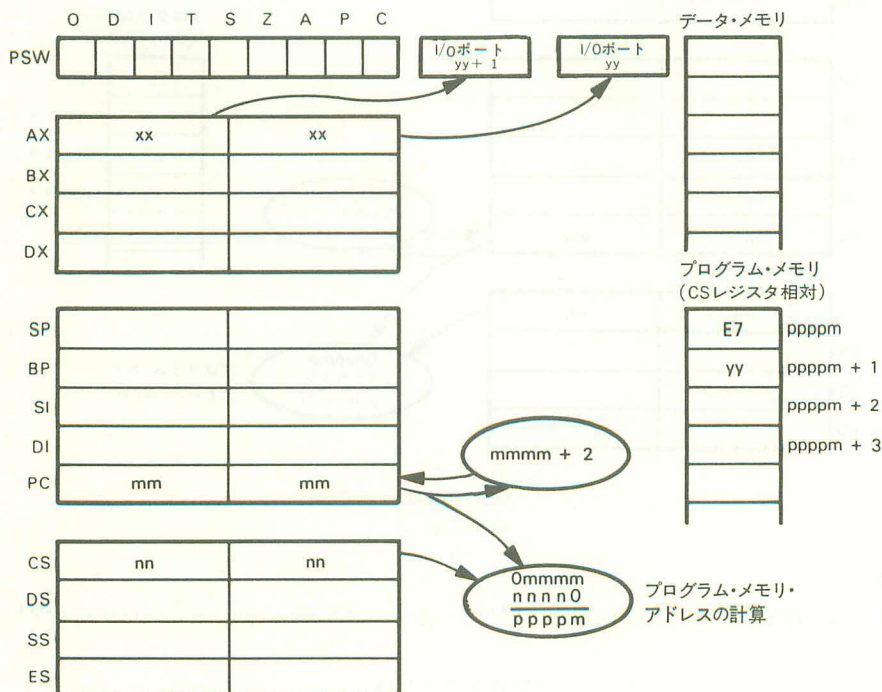 O D I T S Z A P C
PSW
I/Oポート
yy + 1
I/Oポート
yy
データ・メモリ
AX xx xx
BX
CX
DX
プログラム・メモリ
(CSレジスタ相対)
SP
BP
SI
DI
PC mm mm
mmmm + 2
E7 ppppm
yy ppppm + 1
ppppm + 2
ppppm + 3
CS nn nn
DS
SS
ES
0mmmm
nnnn0
ppppm
プログラム・メモリ・
アドレスの計算